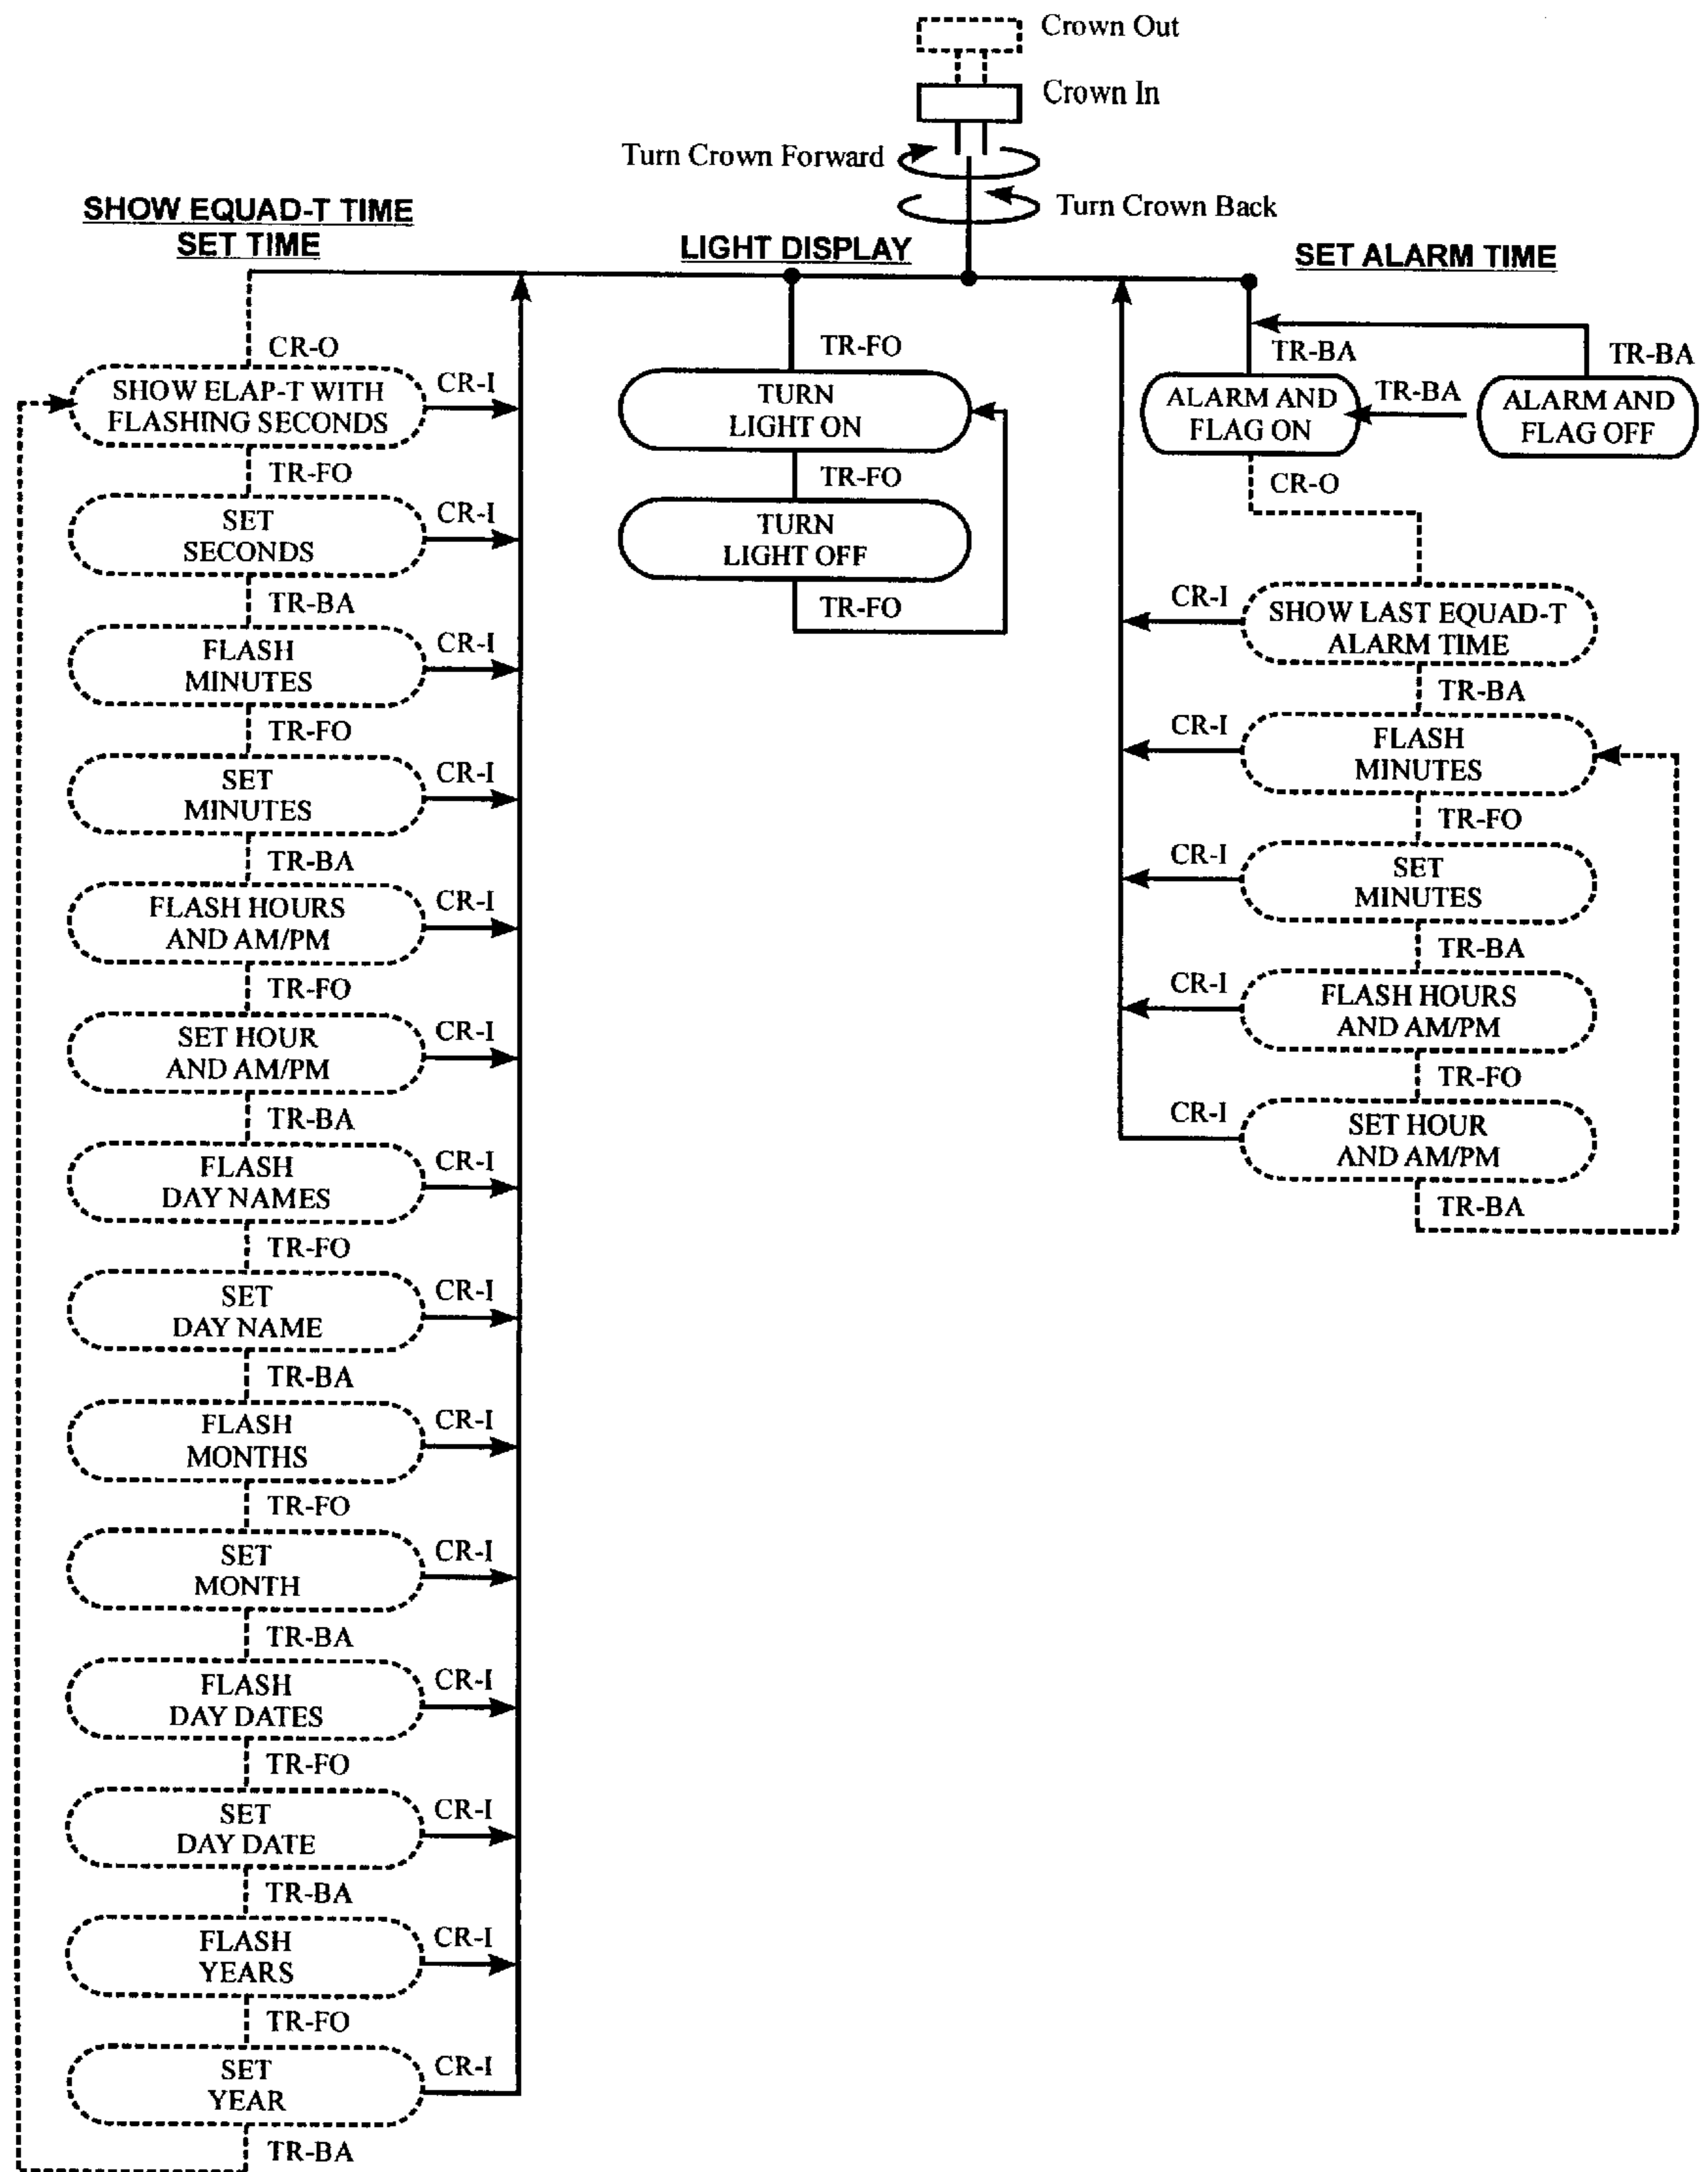 Crown Out
Crown In
Turn Crown Forward
Turn Crown Back
SHOW EQUAD-T TIME
SET TIME
CR-O
SHOW ELAP-T WITH
FLASHING SECONDS
CR-I
TR-FO
SET
SECONDS
CR-I
TR-BA
FLASH
MINUTES
CR-I
TR-FO
SET
MINUTES
CR-I
TR-BA
FLASH HOURS
AND AM/PM
CR-I
TR-FO
SET HOUR
AND AM/PM
CR-I
TR-BA
FLASH
DAY NAMES
CR-I
TR-FO
SET
DAY NAME
CR-I
TR-BA
FLASH
MONTHS
CR-I
TR-FO
SET
MONTH
CR-I
TR-BA
FLASH
DAY DATES
CR-I
TR-FO
SET
DAY DATE
CR-I
TR-BA
FLASH
YEARS
CR-I
TR-FO
SET
YEAR
CR-I
TR-BA
LIGHT DISPLAY
TR-FO
TURN
LIGHT ON
TR-FO
TURN
LIGHT OFF
TR-FO
SET ALARM TIME
TR-BA
TR-BA
ALARM AND
FLAG ON
TR-BA
ALARM AND
FLAG OFF
CR-O
CR-I
SHOW LAST EQUAD-T
ALARM TIME
TR-BA
CR-I
FLASH
MINUTES
TR-FO
CR-I
SET
MINUTES
TR-BA
CR-I
FLASH HOURS
AND AM/PM
TR-FO
CR-I
SET HOUR
AND AM/PM
TR-BA